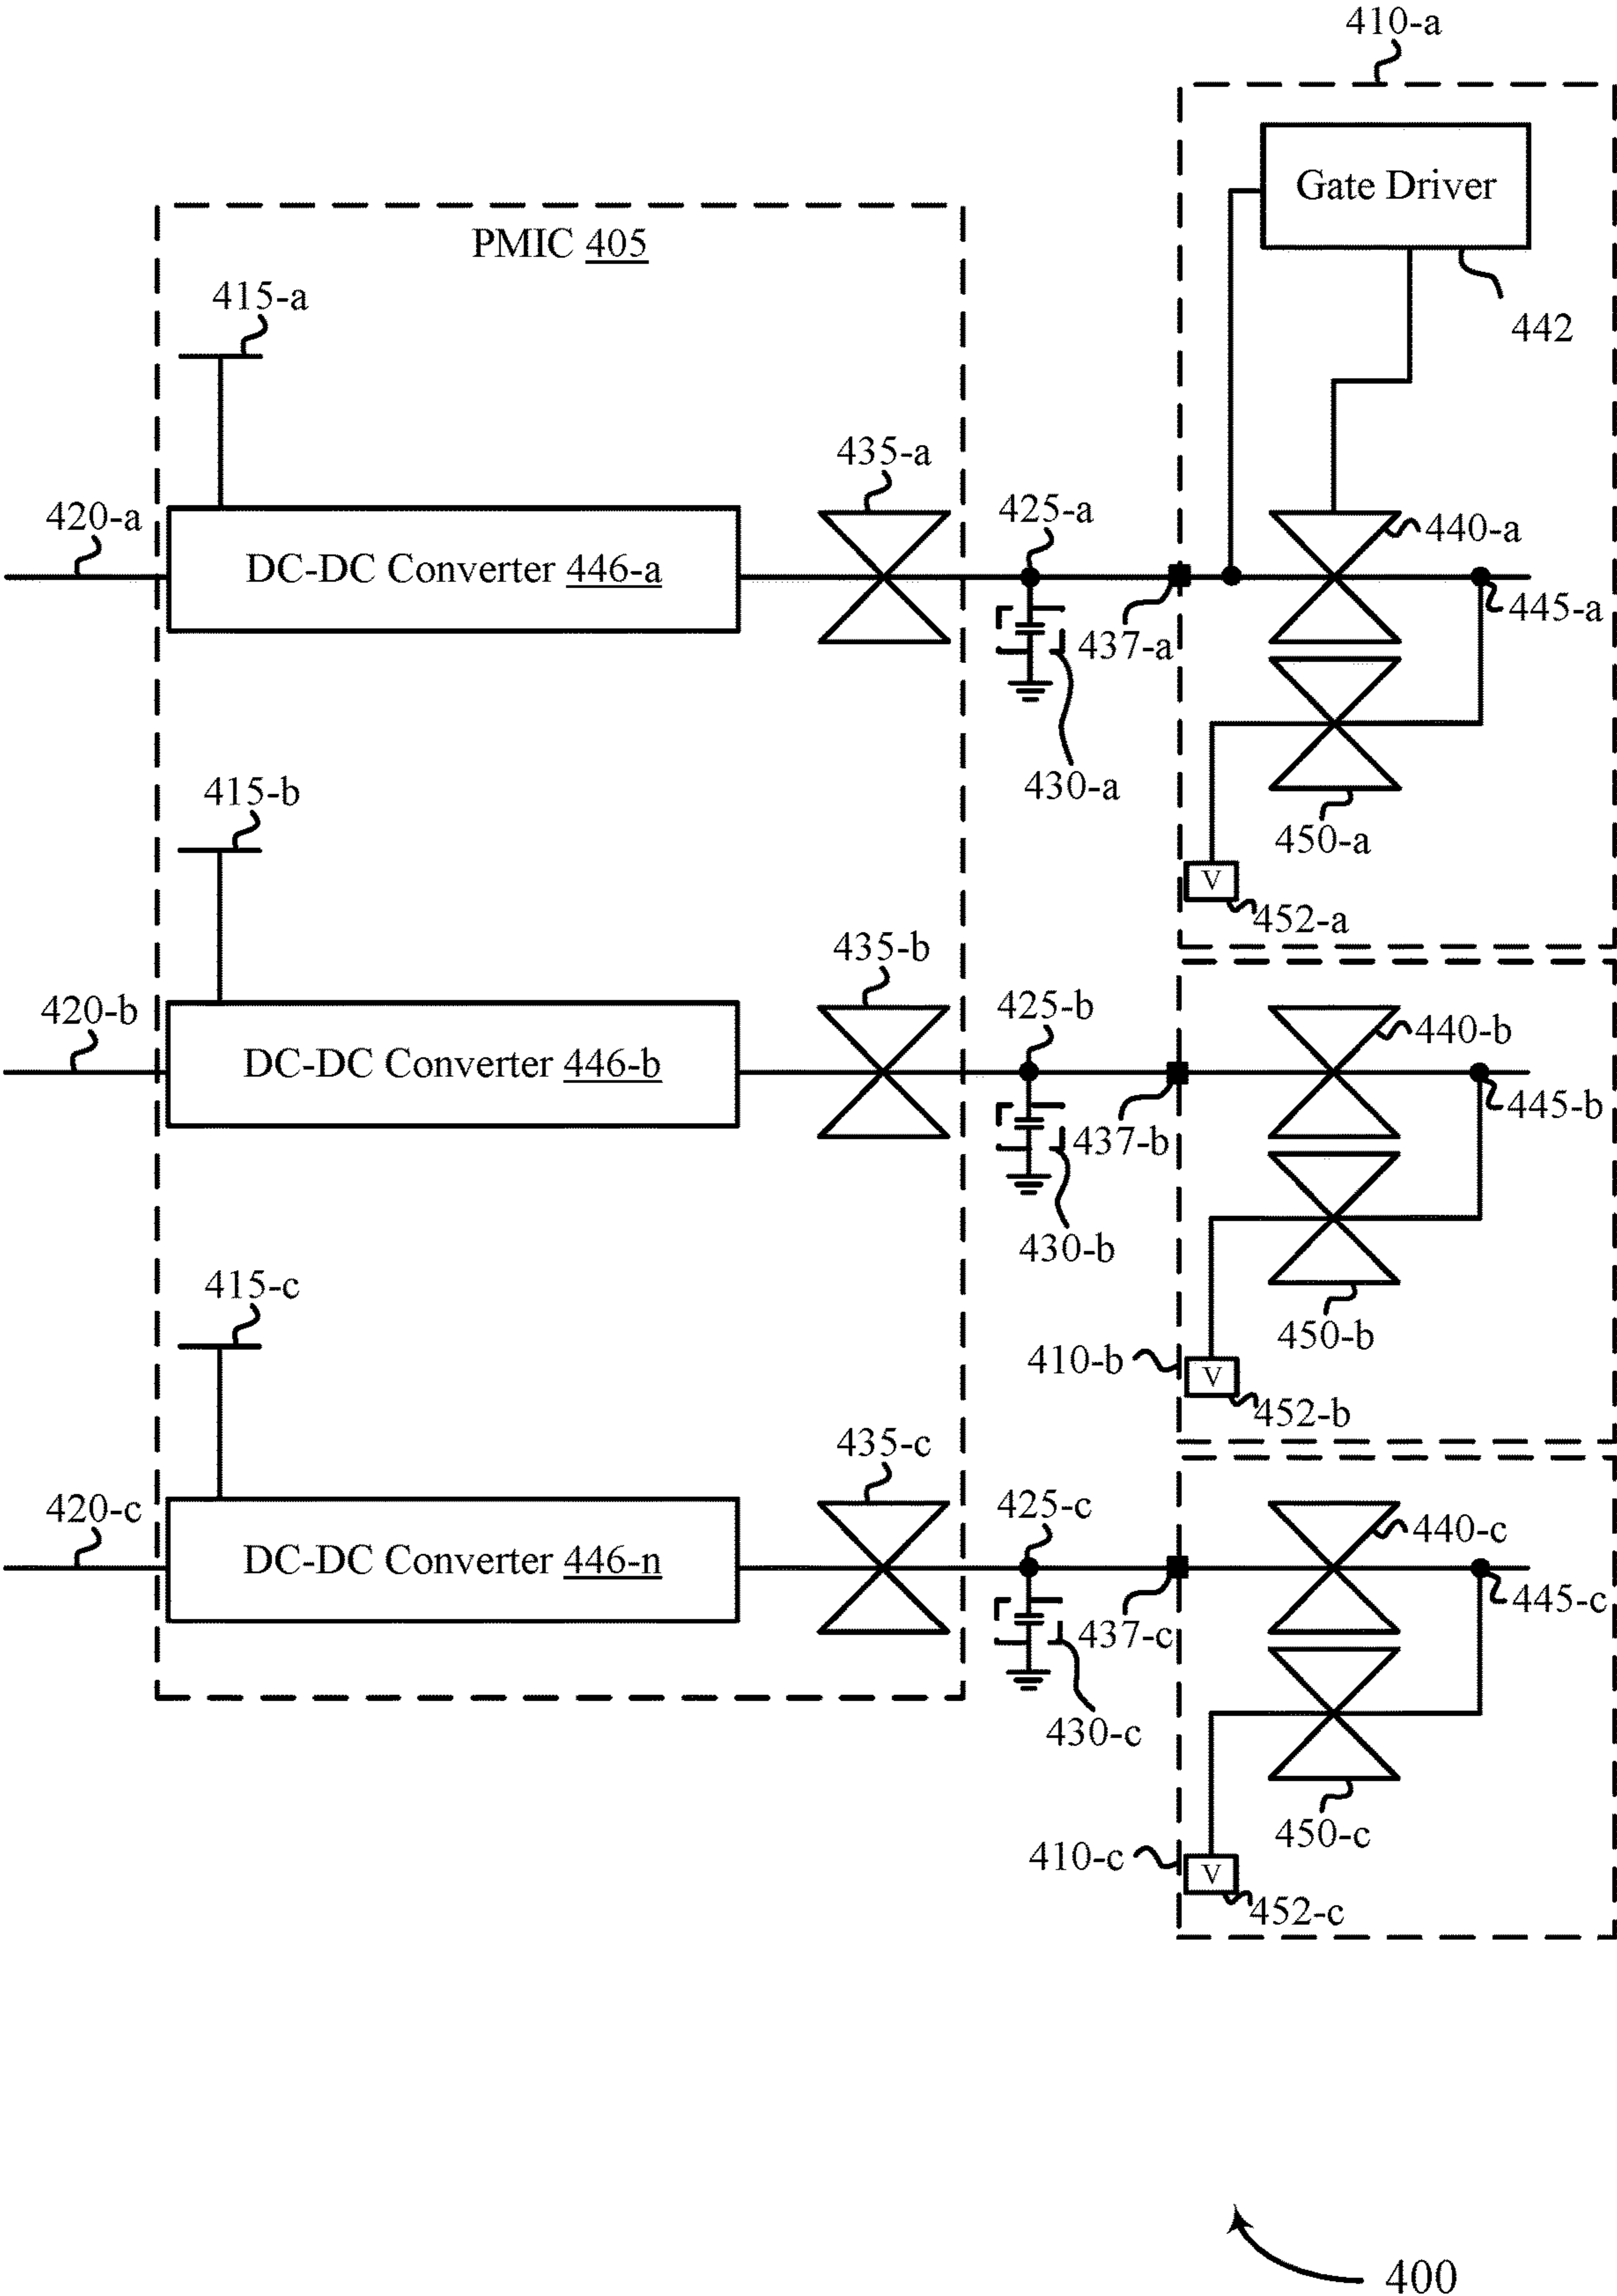 410-a
Gate Driver
442
PMIC 405
415-a
435-a
420-a
DC-DC Converter 446-a
425-a
440-a
437-a
445-a
430-a
450-a
452-a
415-b
435-b
420-b
DC-DC Converter 446-b
425-b
440-b
437-b
445-b
430-b
450-b
410-b
452-b
V
V
415-c
435-c
420-c
DC-DC Converter 446-n
425-c
440-c
437-c
445-c
430-c
450-c
410-c
V
452-c
400